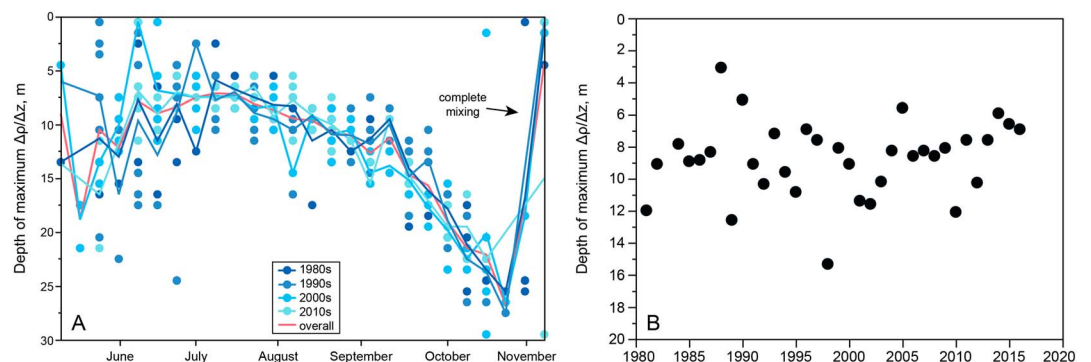 0
5
10
15
20
25
30
Depth of maximum Δρ/Δz, m
complete
mixing
1980s
1990s
2000s
2010s
overall
A
June
July
August
September
October
November
0
2
4
6
8
10
12
14
16
18
20
Depth of maximum Δρ/Δz, m
B
1980
1985
1990
1995
2000
2005
2010
2015
2020